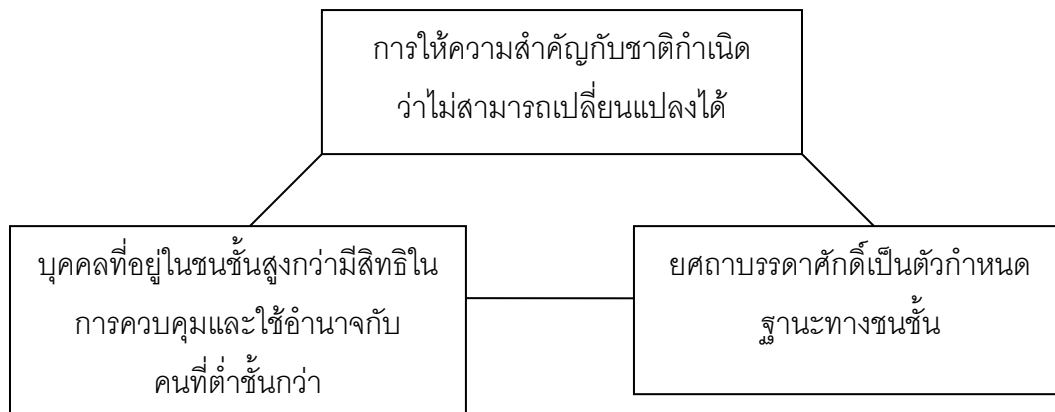 การให้ความสำคัญกับชาติกำเนิด
ว่าไม่สามารถเปลี่ยนแปลงได้
บุคคลที่อยู่ในชนชั้นสูงกว่ามีสิทธิใน
การควบคุมและใช้อำนาจกับ
คนที่ต่ำชั้นกว่า
ยศถาบรรดาศักดิ์เป็นตัวกำหนด
ฐานะทางชนชั้น